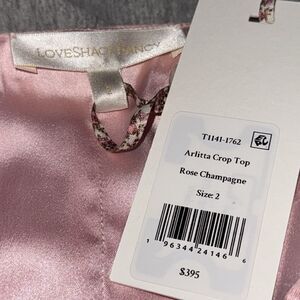 LOVESHACKFANCY
T1141-1762
Arlitta Crop Top
Rose Champagne
Size: 2
1 96344 24146 6
$395